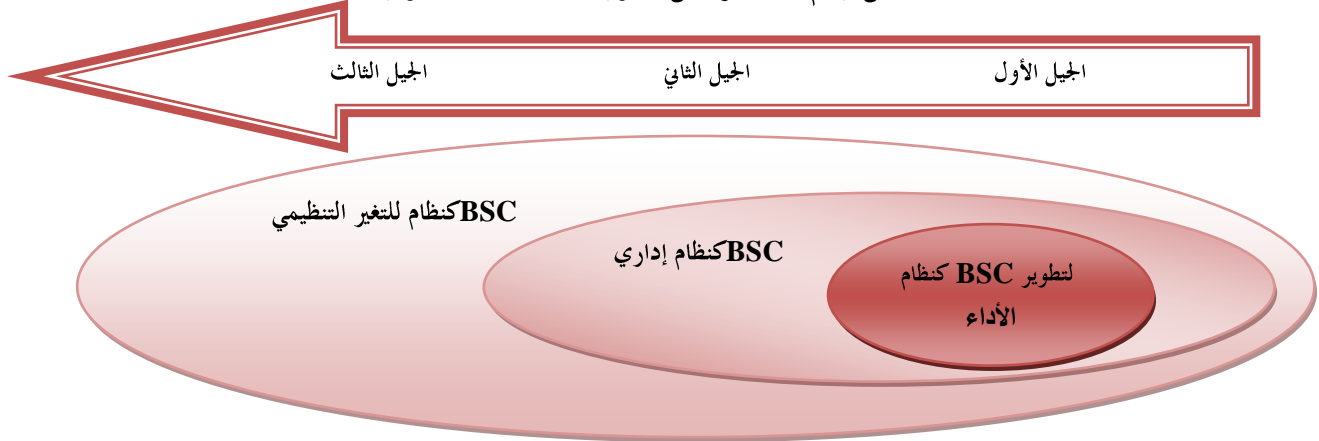 الجيل الأول
الجيل الثاني
الجيل الثالث
BSCكنظام للتغير التنظيمي
BSCكنظام إداري
لتطوير BSC كنظام
الأداء